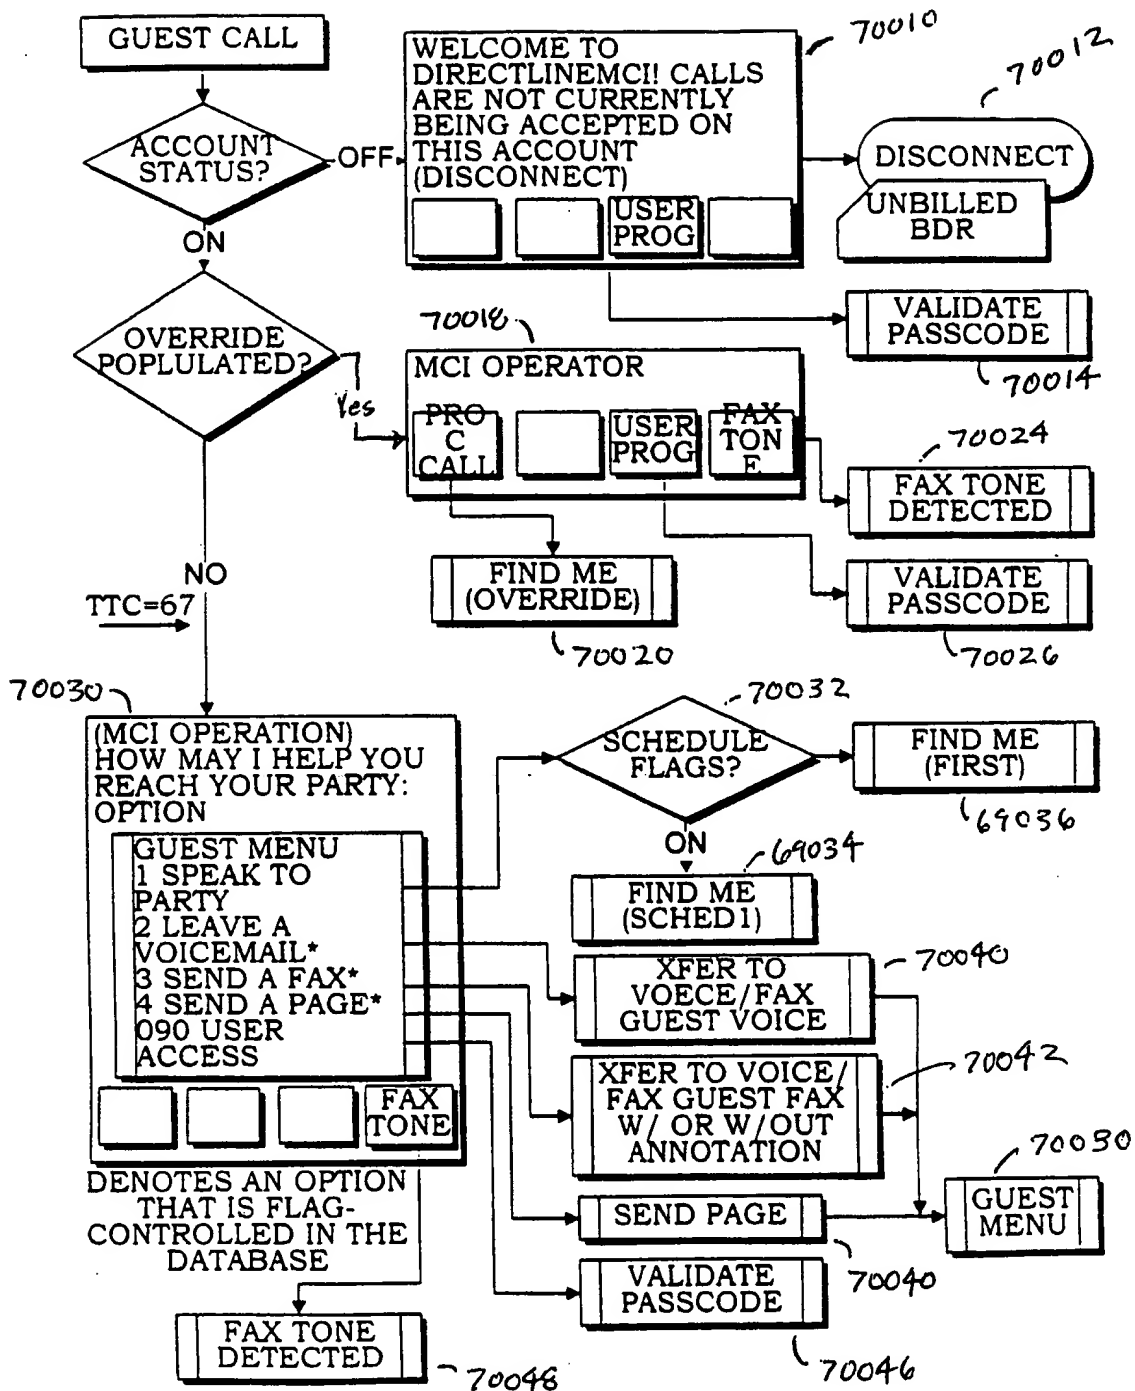 GUEST CALL
ACCOUNT
STATUS?
OFF
ON
WELCOME TO
DIRECTLINEMCI! CALLS
ARE NOT CURRENTLY
BEING ACCEPTED ON
THIS ACCOUNT
(DISCONNECT)
USER
PROG
70010
70012
DISCONNECT
UNBILLED
BDR
VALIDATE
PASSCODE
70014
OVERRIDE
POPLULATED?
Yes
70018
MCI OPERATOR
PRO
C
CALL
USER
PROG
FAX
TON
E
70024
FAX TONE
DETECTED
FIND ME
(OVERRIDE)
70020
VALIDATE
PASSCODE
70026
NO
TTC=67
70030
(MCI OPERATION)
HOW MAY I HELP YOU
REACH YOUR PARTY:
OPTION
GUEST MENU
1 SPEAK TO
PARTY
2 LEAVE A
VOICEMAIL*
3 SEND A FAX*
4 SEND A PAGE*
090 USER
ACCESS
FAX
TONE
DENOTES AN OPTION
THAT IS FLAG-
CONTROLLED IN THE
DATABASE
FAX TONE
DETECTED
70048
70032
SCHEDULE
FLAGS?
FIND ME
(FIRST)
69036
ON
69034
FIND ME
(SCHED1)
XFER TO
VOECE/FAX
GUEST VOICE
70040
XFER TO VOICE/
FAX GUEST FAX
W/ OR W/OUT
ANNOTATION
70042
70030
GUEST
MENU
SEND PAGE
70040
VALIDATE
PASSCODE
70046